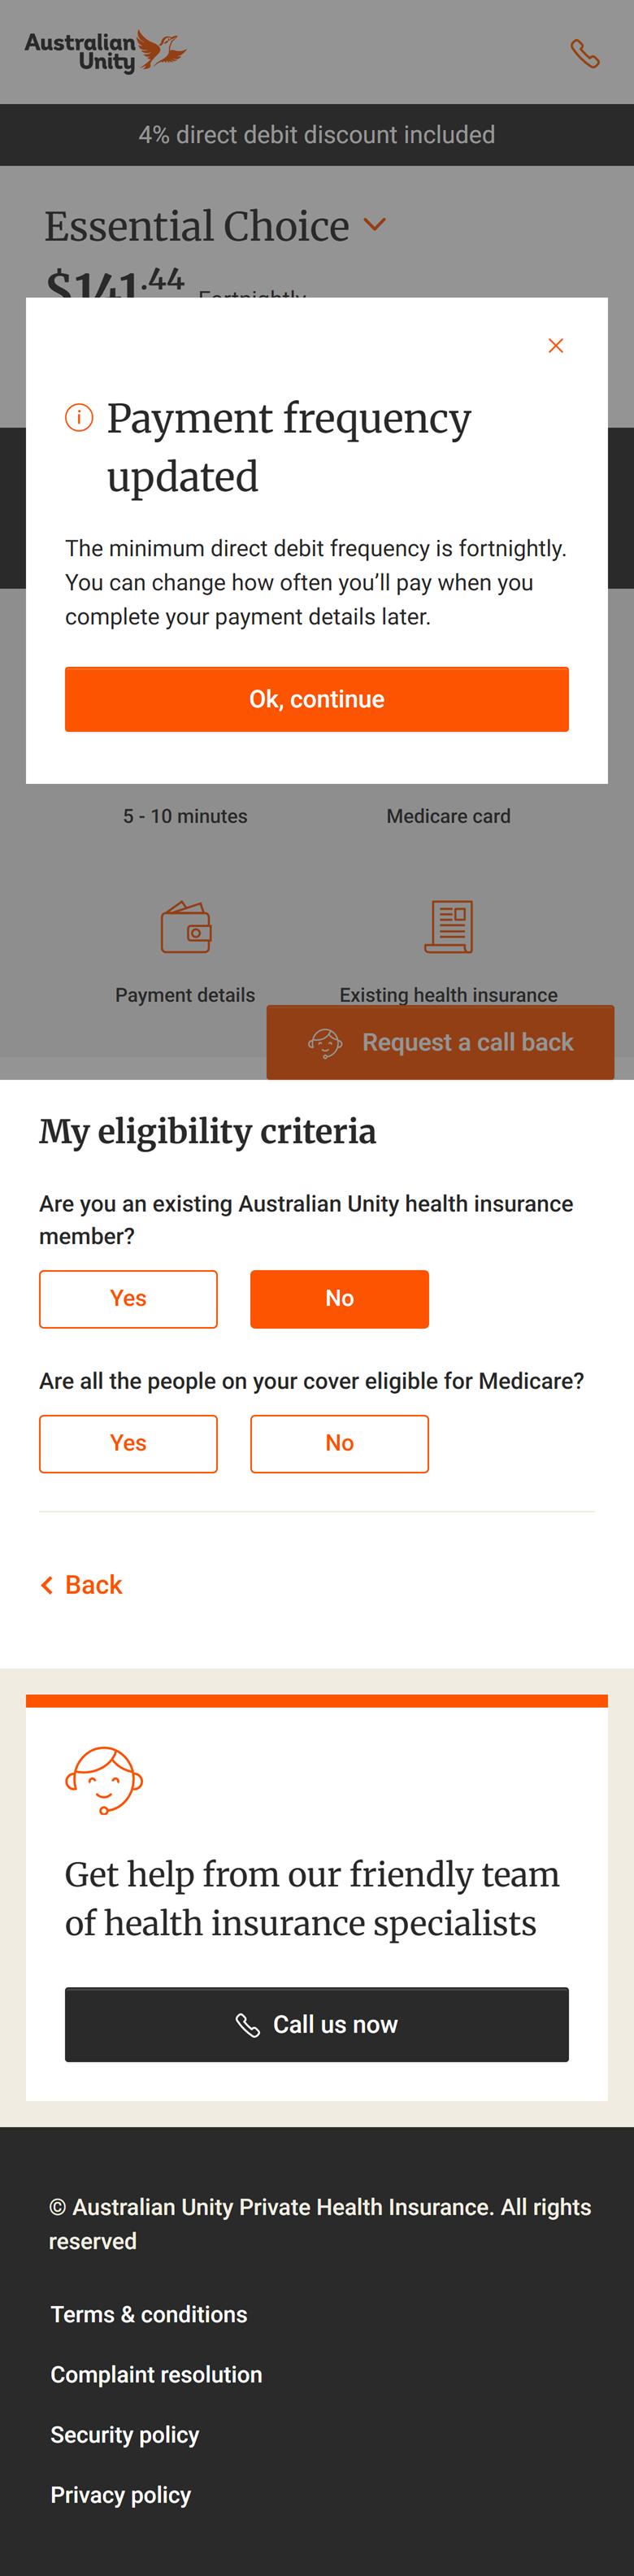 Australian
Unity
4% direct debit discount included
Essential Choice
$141.44 Fortnightly
Payment frequency
updated
The minimum direct debit frequency is fortnightly.
You can change how often you’ll pay when you
complete your payment details later.
Ok, continue
5 - 10 minutes
Medicare card
Payment details
Existing health insurance
Request a call back
My eligibility criteria
Are you an existing Australian Unity health insurance
member?
Yes
No
Are all the people on your cover eligible for Medicare?
Yes
No
Back
Get help from our friendly team
of health insurance specialists
Call us now
© Australian Unity Private Health Insurance. All rights
reserved
Terms & conditions
Complaint resolution
Security policy
Privacy policy